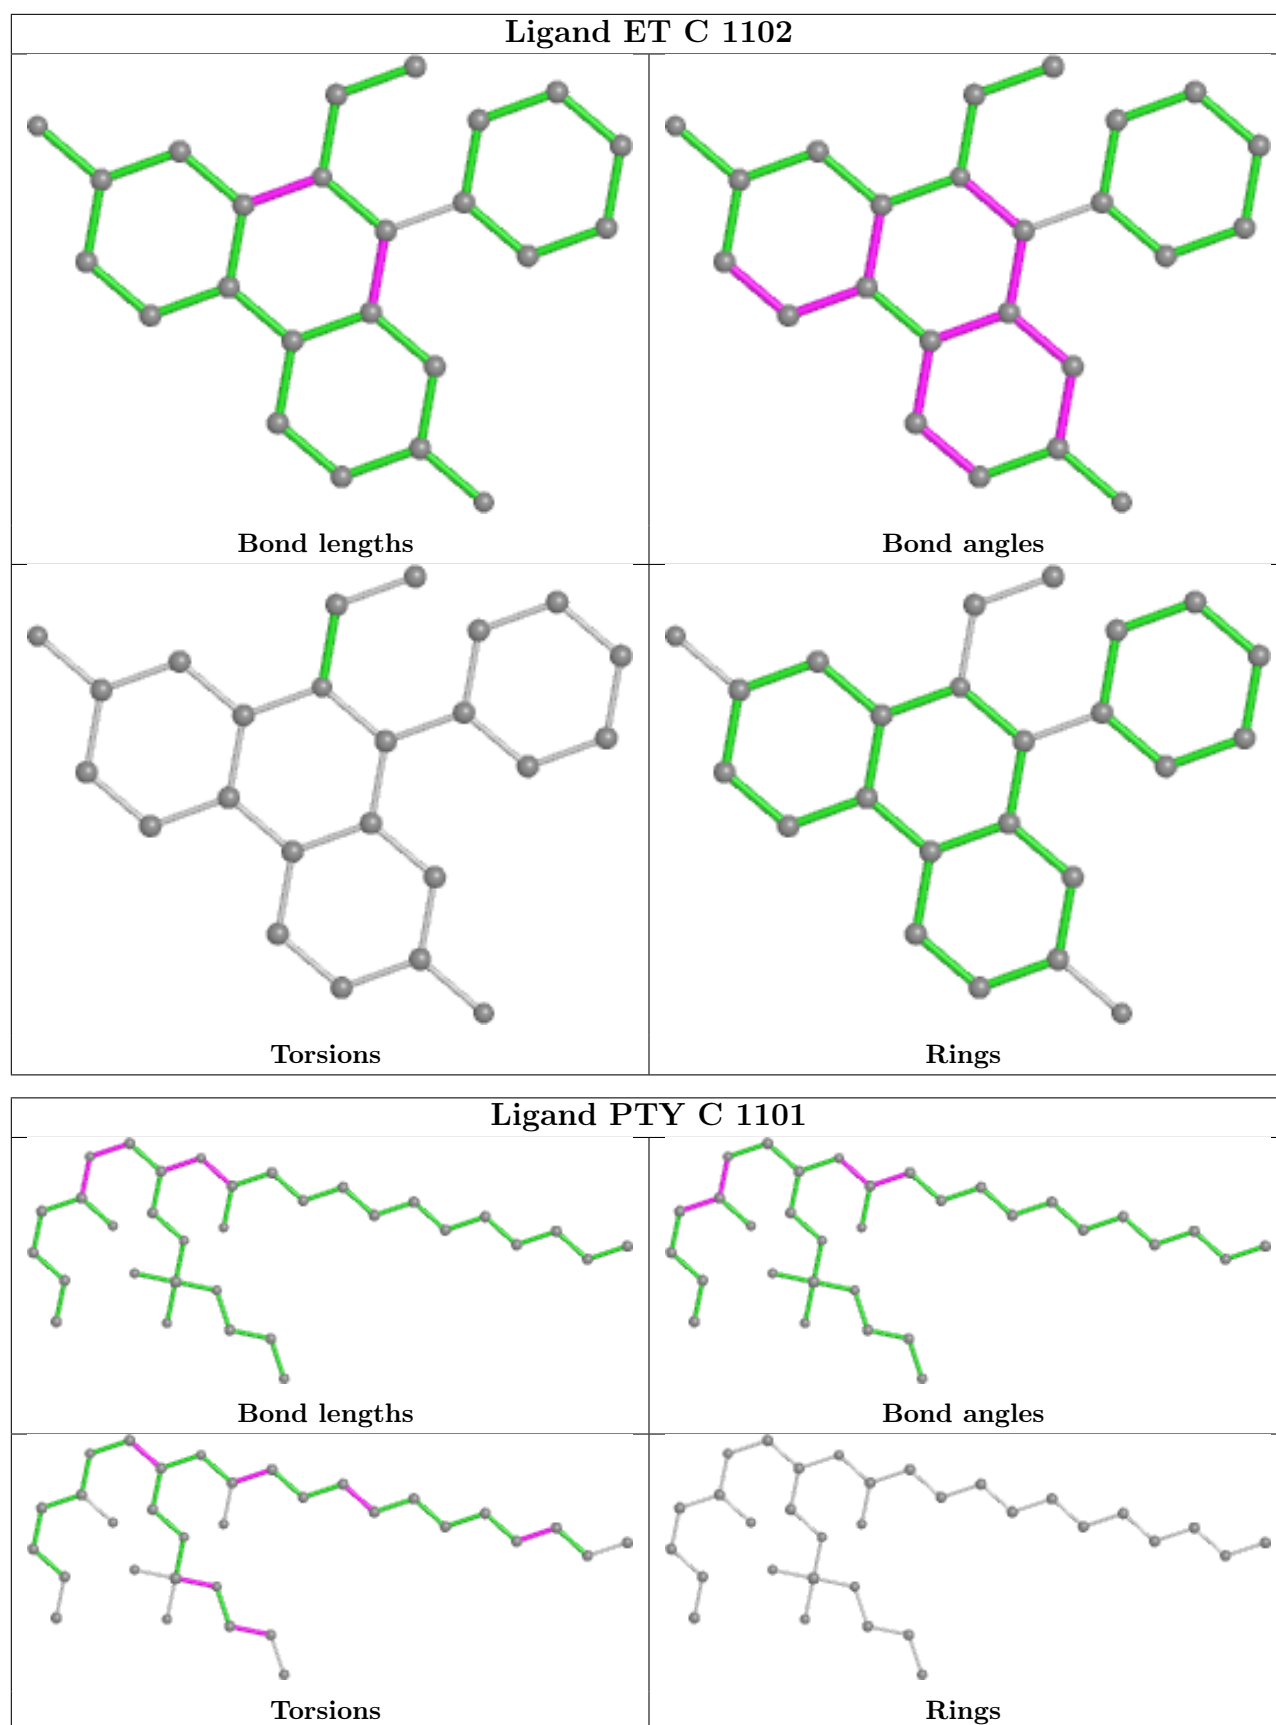 Ligand ET C 1102
Bond lengths
Bond angles
Torsions
Rings
Ligand PTY C 1101
Bond lengths
Bond angles
Torsions
Rings